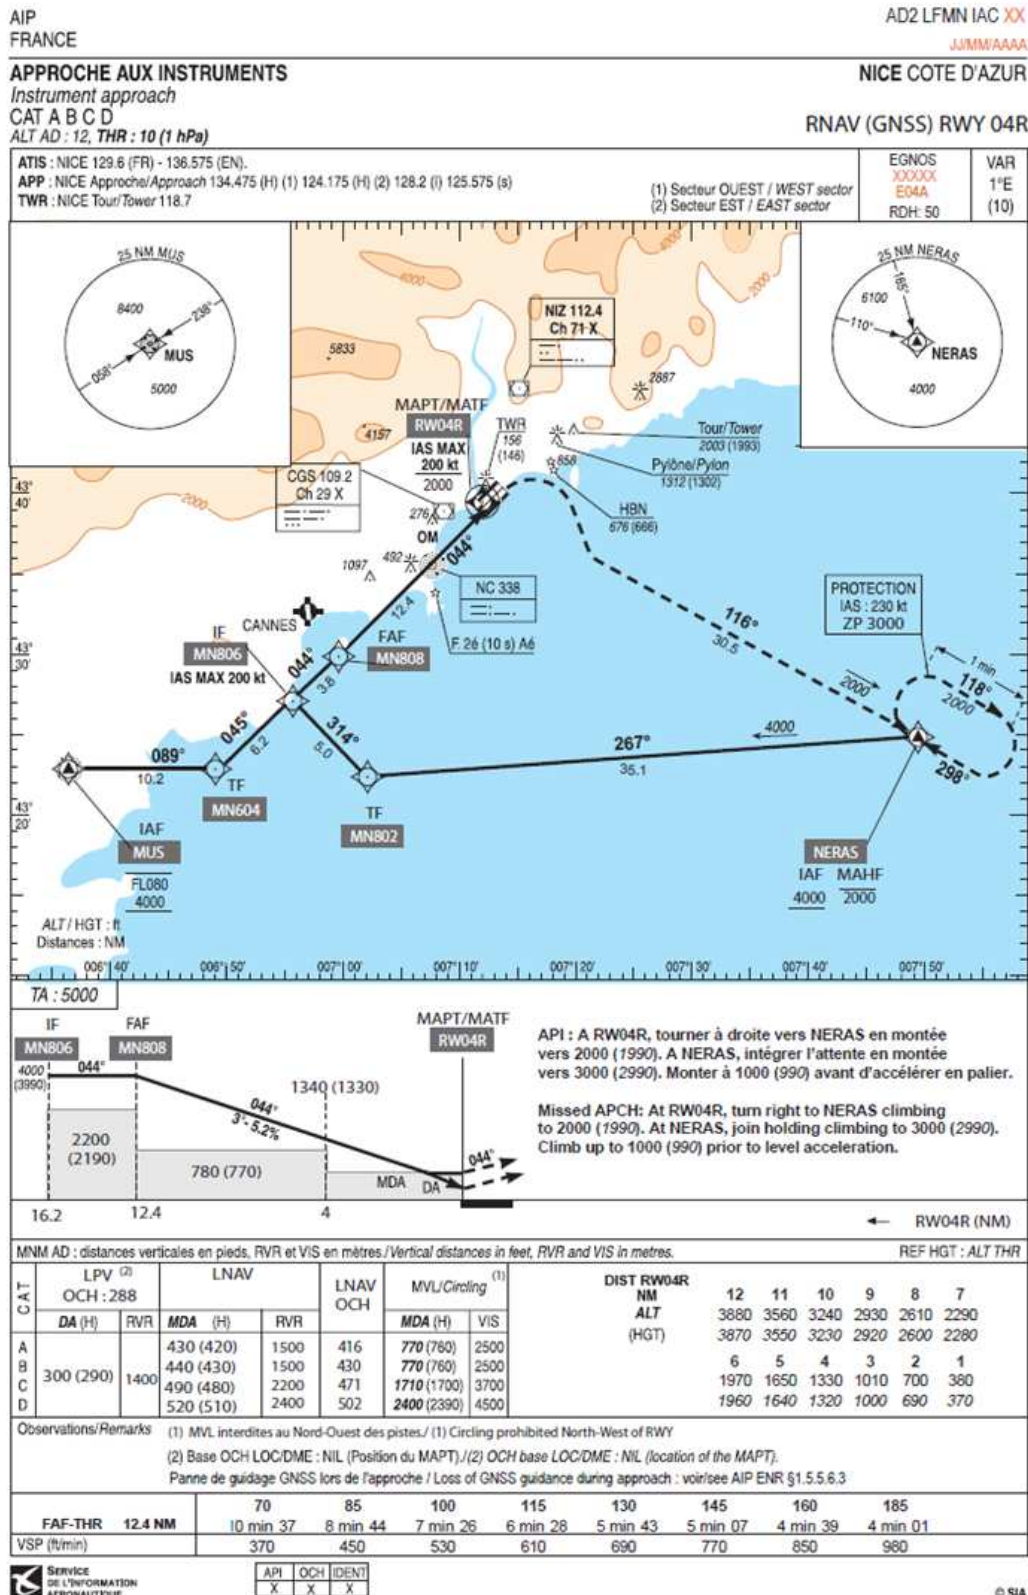 AIP
FRANCE
AD2 LFMN IAC XX
JJ/MM/AAAA
APPROCHE AUX INSTRUMENTS
Instrument approach
CAT A B C D
ALT AD : 12, THR : 10 (1 hPa)
NICE COTE D'AZUR
RNAV (GNSS) RWY 04R
ATIS : NICE 129.6 (FR) - 136.575 (EN).
APP : NICE Approche/Approach 134.475 (H) (1) 124.175 (H) (2) 128.2 (I) 125.575 (s)
TWR : NICE Tour/Tower 118.7
(1) Secteur OUEST / WEST sector
(2) Secteur EST / EAST sector
EGNOS
XXXXX
E04A
RDH: 50
VAR
1°E
(10)
25 NM MUS
8400
238°
058°
MUS
5000
25 NM NERAS
6100
165°
110°
NERAS
4000
4000
2000
4000
2000
2000
NIZ 112.4
Ch 71 X
5833
2887
4157
MAPT/MATF
RW04R
IAS MAX
200 kt
2000
TWR
156
(146)
Tour/Tower
2003 (1993)
858
Pylône/Pylon
1312 (1302)
CGS 109.2
Ch 29 X
HBN
676 (666)
276
OM
044°
492
1097
NC 338
12.4
PROTECTION
IAS : 230 kt
ZP 3000
F. 26 (10 s) A6
CANNES
IF
MN806
IAS MAX 200 kt
FAF
MN808
044°
3.8
116°
30.5
1 min
118°
2000
2000
298°
089°
10.2
045°
6.2
314°
5.0
267°
35.1
4000
TF
MN604
TF
MN802
IAF
MUS
FL080
4000
NERAS
IAF MAHF
4000 2000
ALT / HGT : ft
Distances : NM
43°
40'
43°
30'
43°
20'
006°40' 006°50' 007°00' 007°10' 007°20' 007°30' 007°40' 007°50'
TA : 5000
IF
MN806
FAF
MN808
MAPT/MATF
RW04R
4000
(3990)
044°
1340 (1330)
044°
3°- 5.2%
2200
(2190)
780 (770)
MDA
DA
044°
16.2 12.4 4
RW04R (NM)
API : A RW04R, tourner à droite vers NERAS en montée
vers 2000 (1990). A NERAS, intégrer l'attente en montée
vers 3000 (2990). Monter à 1000 (990) avant d'accélérer en palier.
Missed APCH: At RW04R, turn right to NERAS climbing
to 2000 (1990). At NERAS, join holding climbing to 3000 (2990).
Climb up to 1000 (990) prior to level acceleration.
MNM AD : distances verticales en pieds, RVR et VIS en mètres./Vertical distances in feet, RVR and VIS in metres.
REF HGT : ALT THR
CAT
LPV (2)
OCH : 288
LNAV
LNAV
OCH
MVL/Circling (1)
DA (H) RVR MDA (H) RVR MDA (H) VIS
A 430 (420) 1500 416 770 (760) 2500
B 440 (430) 1500 430 770 (760) 2500
300 (290) 1400
C 490 (480) 2200 471 1710 (1700) 3700
D 520 (510) 2400 502 2400 (2390) 4500
DIST RW04R
NM 12 11 10 9 8 7
ALT 3880 3560 3240 2930 2610 2290
(HGT) 3870 3550 3230 2920 2600 2280
6 5 4 3 2 1
1970 1650 1330 1010 700 380
1960 1640 1320 1000 690 370
Observations/Remarks (1) MVL interdites au Nord-Ouest des pistes./ (1) Circling prohibited North-West of RWY
(2) Base OCH LOC/DME : NIL (Position du MAPT)./(2) OCH base LOC/DME : NIL (location of the MAPT).
Panne de guidage GNSS lors de l'approche / Loss of GNSS guidance during approach : voir/see AIP ENR §1.5.5.6.3
70 85 100 115 130 145 160 185
FAF-THR 12.4 NM 10 min 37 8 min 44 7 min 26 6 min 28 5 min 43 5 min 07 4 min 39 4 min 01
VSP (ft/min) 370 450 530 610 690 770 850 980
SERVICE
DE L'INFORMATION
AERONAUTIQUE
API OCH IDENT
X X X
© SIA